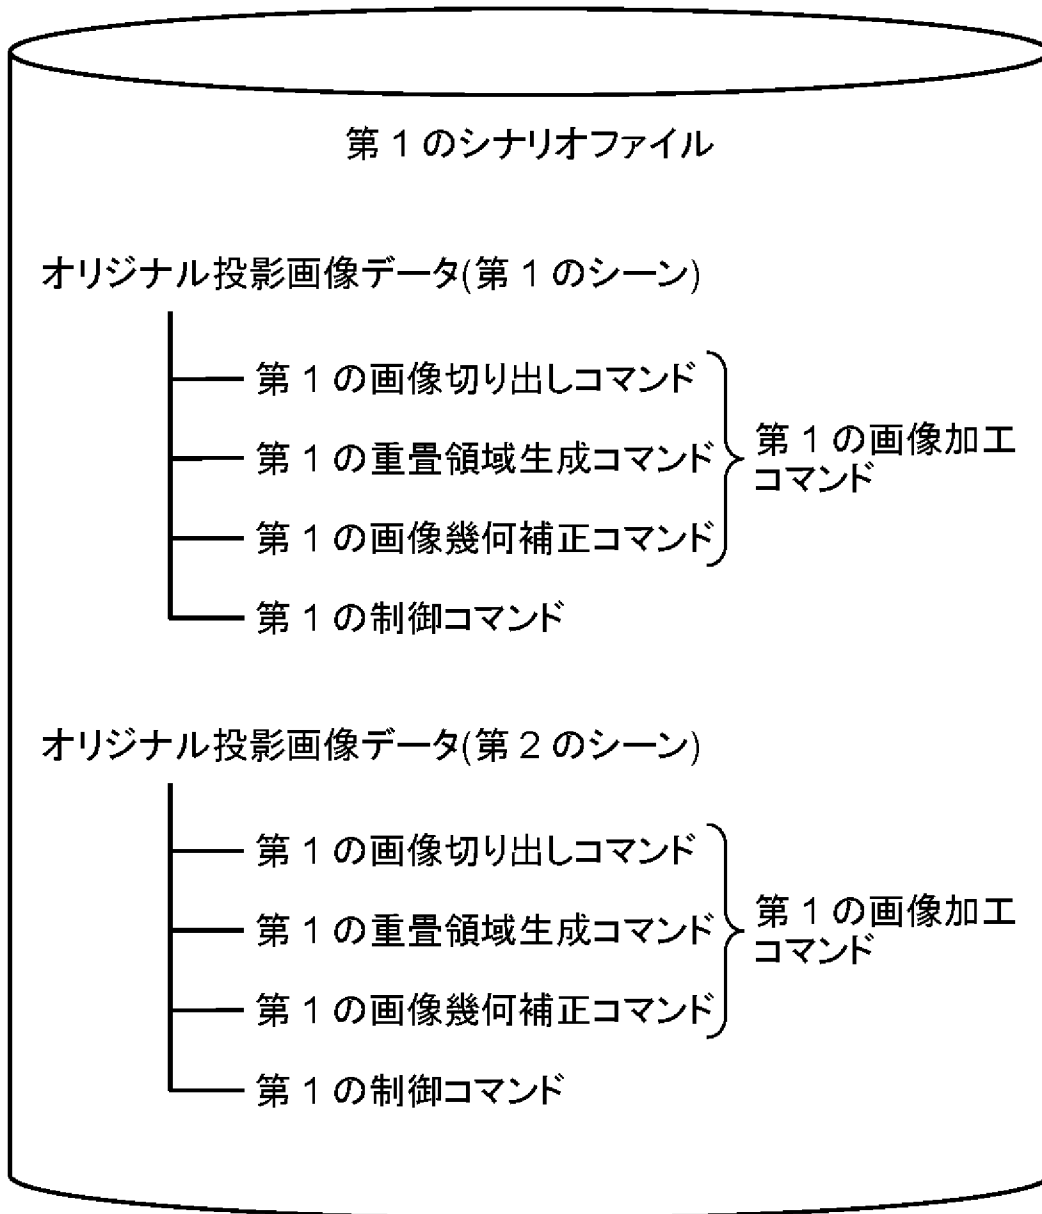 第1のシナリオファイル
オリジナル投影画像データ(第1のシーン)
第1の画像切り出しコマンド
第1の重畳領域生成コマンド
第1の画像幾何補正コマンド
第1の画像加工
コマンド
第1の制御コマンド
オリジナル投影画像データ(第2のシーン)
第1の画像切り出しコマンド
第1の重畳領域生成コマンド
第1の画像幾何補正コマンド
第1の画像加工
コマンド
第1の制御コマンド